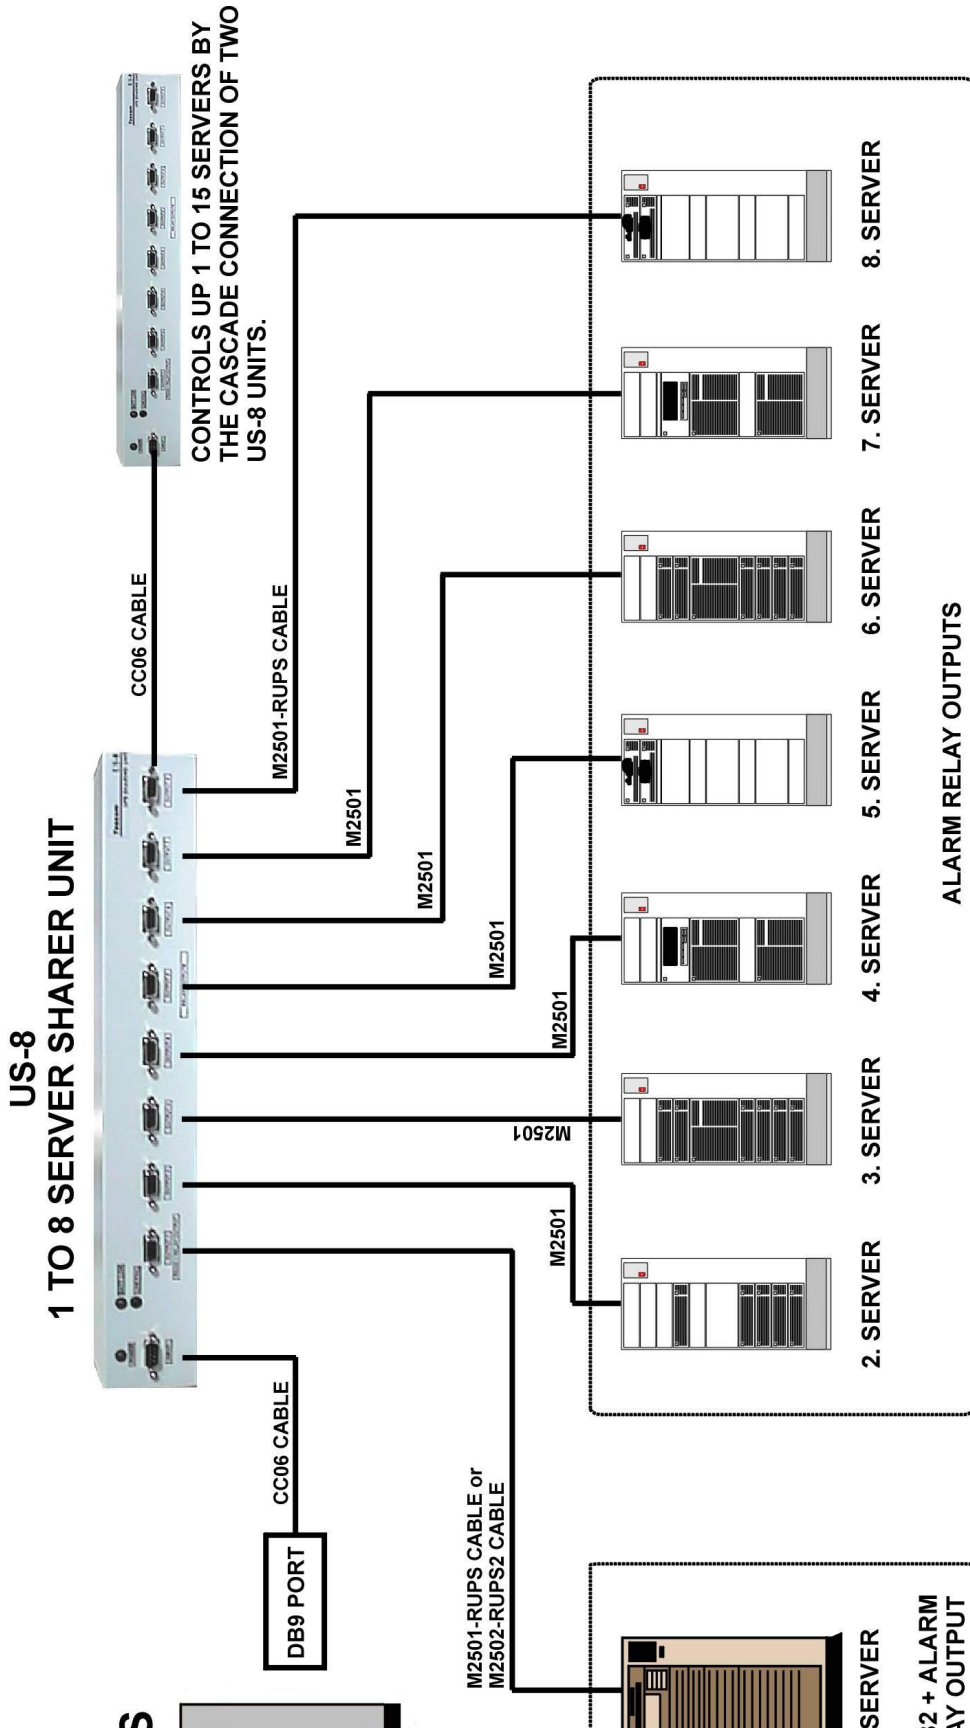 US-8
1 TO 8 SERVER SHARER UNIT
CC06 CABLE
CONTROLS UP 1 TO 15 SERVERS BY
THE CASCADE CONNECTION OF TWO
US-8 UNITS.
DB9 PORT
CC06 CABLE
M2501-RUPS CABLE or
M2502-RUPS2 CABLE
M2501
M2501
M2501
M2501
M2501
M2501
M2501-RUPS CABLE
SERVER
2. SERVER
3. SERVER
4. SERVER
5. SERVER
6. SERVER
7. SERVER
8. SERVER
S2 + ALARM
AY OUTPUT
ALARM RELAY OUTPUTS
S